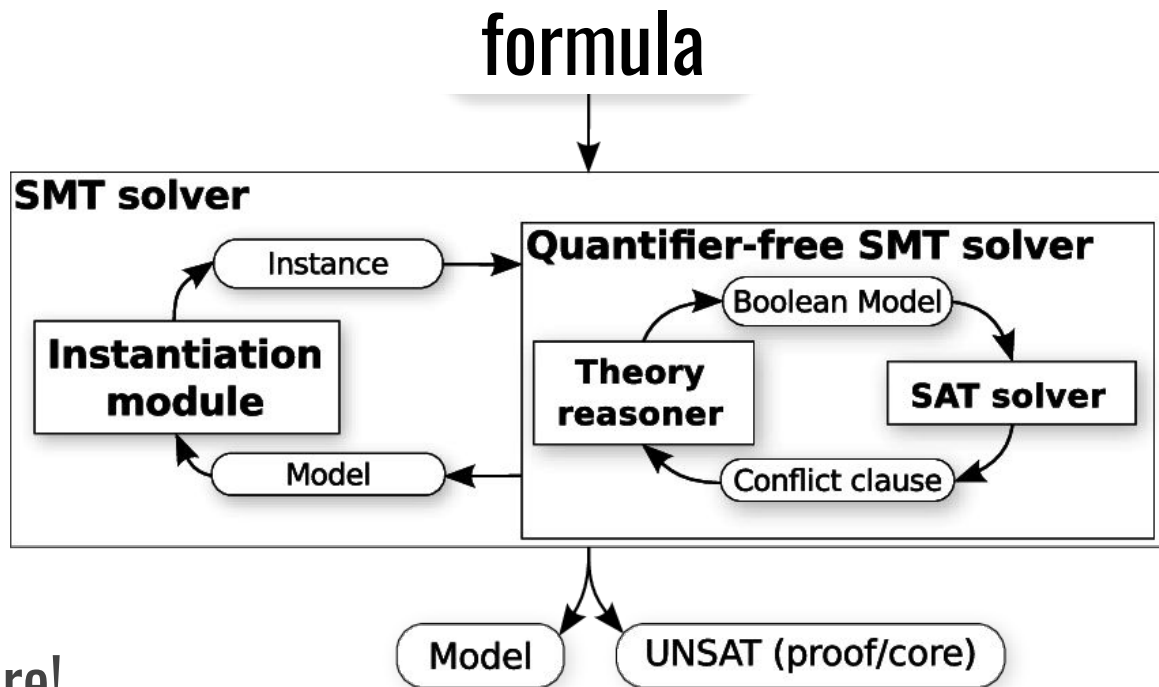 formula
SMT solver
Quantifier-free SMT solver
Instance
Boolean Model
Instantiation
module
Theory
reasoner
SAT solver
Model
Conflict clause
Model
UNSAT (proof/core)